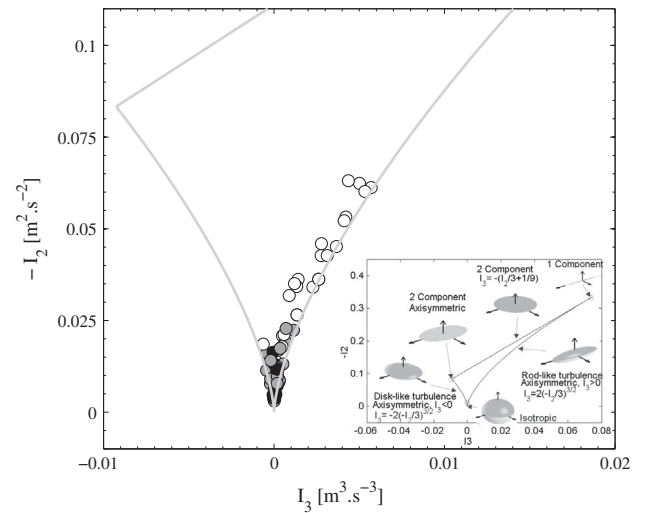 0.1
0.075
0.05
0.025
0
− I2 [m2.s−2]
−0.01 0 0.01 0.02
I3 [m3.s−3]
0.4
0.3
0.2
0.1
0
-I2
-0.06 -0.04 -0.02 0 0.02 0.04 0.06 0.08
I3
1 Component
2 Component
I3= -(I2/3+1/9)
2 Component
Axisymmetric
Rod-like turbulence
Axisymmetric, I3>0
I3=2(-I2/3)3/2
Disk-like turbulence
Axisymmetric, I3<0
I3= -2(-I2/3)3/2
Isotropic